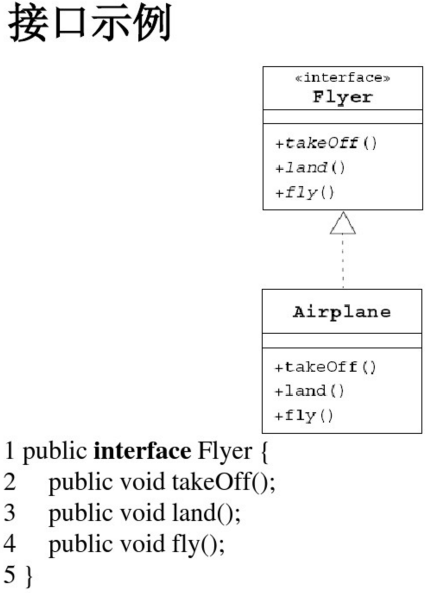 接口示例
«interface»
Flyer
+takeOff()
+land()
+fly()
Airplane
+takeOff()
+land()
+fly()
1 public interface Flyer {
2 public void takeOff();
3 public void land();
4 public void fly();
5 }